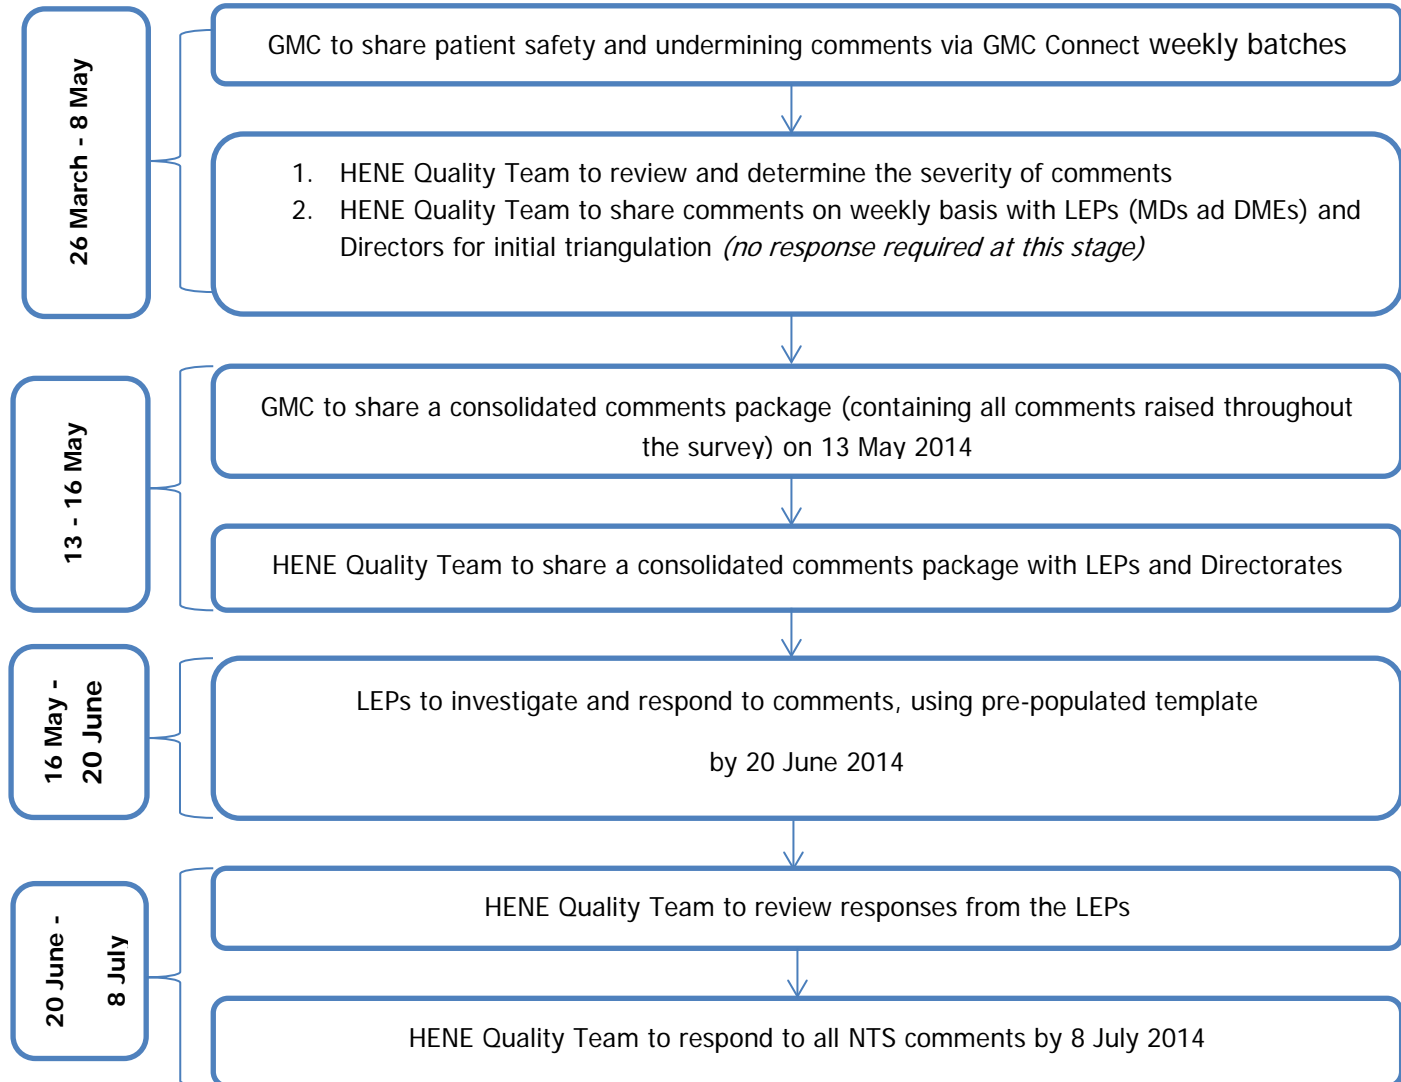 26 March - 8 May
GMC to share patient safety and undermining comments via GMC Connect weekly batches
1. HENE Quality Team to review and determine the severity of comments
2. HENE Quality Team to share comments on weekly basis with LEPs (MDs ad DMEs) and
Directors for initial triangulation (no response required at this stage)
13 - 16 May
GMC to share a consolidated comments package (containing all comments raised throughout
the survey) on 13 May 2014
HENE Quality Team to share a consolidated comments package with LEPs and Directorates
16 May -
20 June
LEPs to investigate and respond to comments, using pre-populated template
by 20 June 2014
20 June -
8 July
HENE Quality Team to review responses from the LEPs
HENE Quality Team to respond to all NTS comments by 8 July 2014